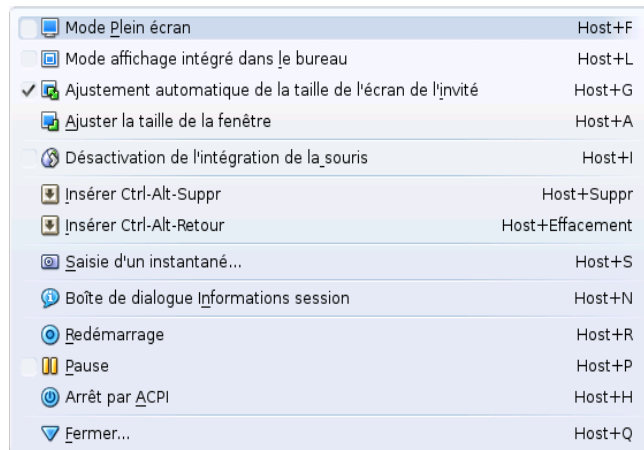 Mode Plein écran Host+F
Mode affichage intégré dans le bureau Host+L
Ajustement automatique de la taille de l'écran de l'invité Host+G
Ajuster la taille de la fenêtre Host+A
Désactivation de l'intégration de la souris Host+I
Insérer Ctrl-Alt-Suppr Host+Suppr
Insérer Ctrl-Alt-Retour Host+Effacement
Saisie d'un instantané... Host+S
Boîte de dialogue Informations session Host+N
Redémarrage Host+R
Pause Host+P
Arrêt par ACPI Host+H
Fermer... Host+Q